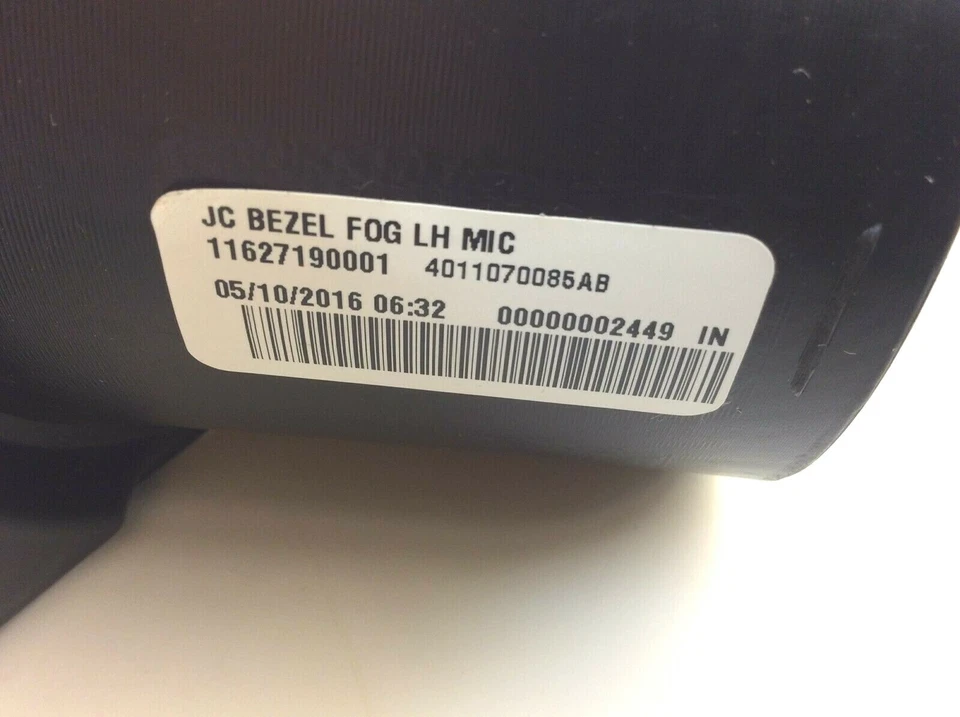 JC BEZEL FOG LH MIC
11627190001 4011070085AB
05/10/2016 06:32 00000002449 IN